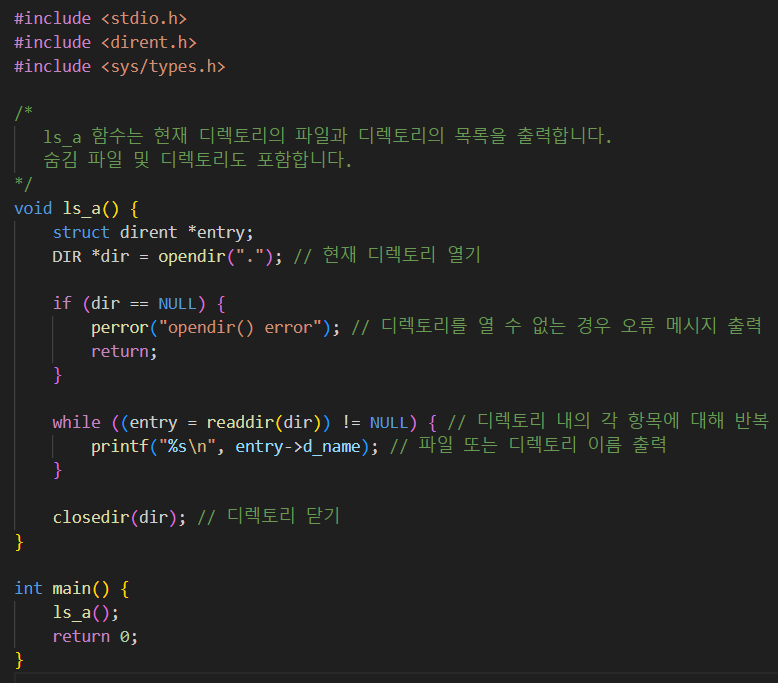 #include <stdio.h>
#include <dirent.h>
#include <sys/types.h>
/*
ls_a 함수는 현재 디렉토리의 파일과 디렉토리의 목록을 출력합니다.
숨김 파일 및 디렉토리도 포함합니다.
*/
void ls_a() {
struct dirent *entry;
DIR *dir = opendir("."); // 현재 디렉토리 열기
if (dir == NULL) {
perror("opendir() error"); // 디렉토리를 열 수 없는 경우 오류 메시지 출력
return;
}
while ((entry = readdir(dir)) != NULL) { // 디렉토리 내의 각 항목에 대해 반복
printf("%s\n", entry->d_name); // 파일 또는 디렉토리 이름 출력
}
closedir(dir); // 디렉토리 닫기
}
int main() {
ls_a();
return 0;
}